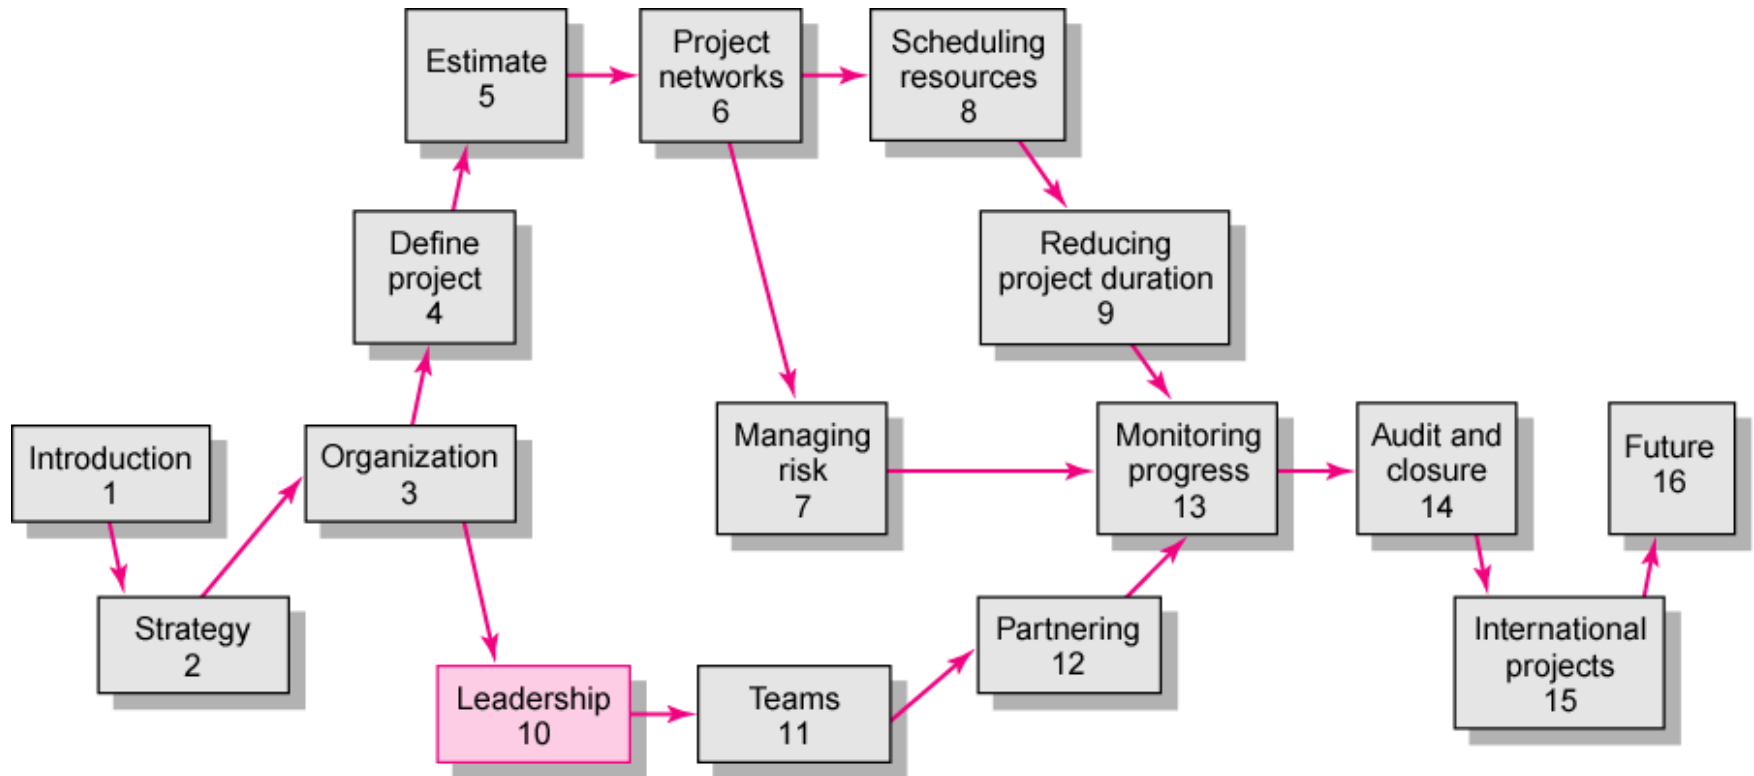 Estimate
5
Project
networks
6
Scheduling
resources
8
Define
project
4
Reducing
project duration
9
Introduction
1
Organization
3
Managing
risk
7
Monitoring
progress
13
Audit and
closure
14
Future
16
Strategy
2
Leadership
10
Teams
11
Partnering
12
International
projects
15